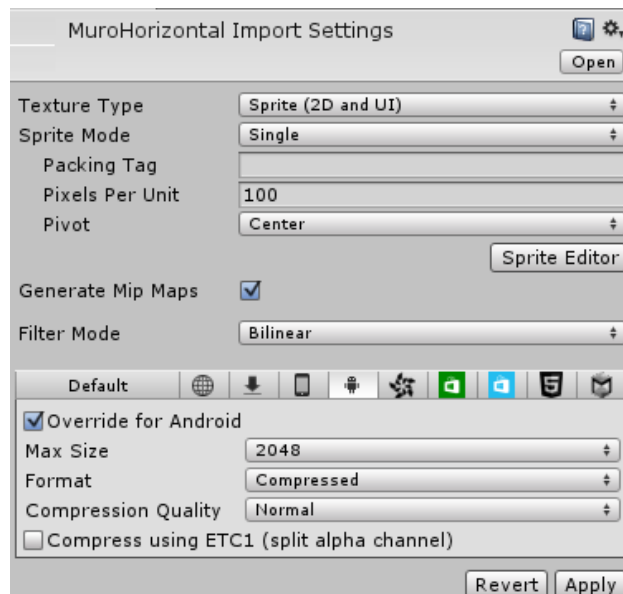 MuroHorizontal Import Settings
Open
Texture Type Sprite (2D and UI)
Sprite Mode Single
Packing Tag
Pixels Per Unit 100
Pivot Center
Sprite Editor
Generate Mip Maps
Filter Mode Bilinear
Default
Override for Android
Max Size 2048
Format Compressed
Compression Quality Normal
Compress using ETC1 (split alpha channel)
Revert Apply